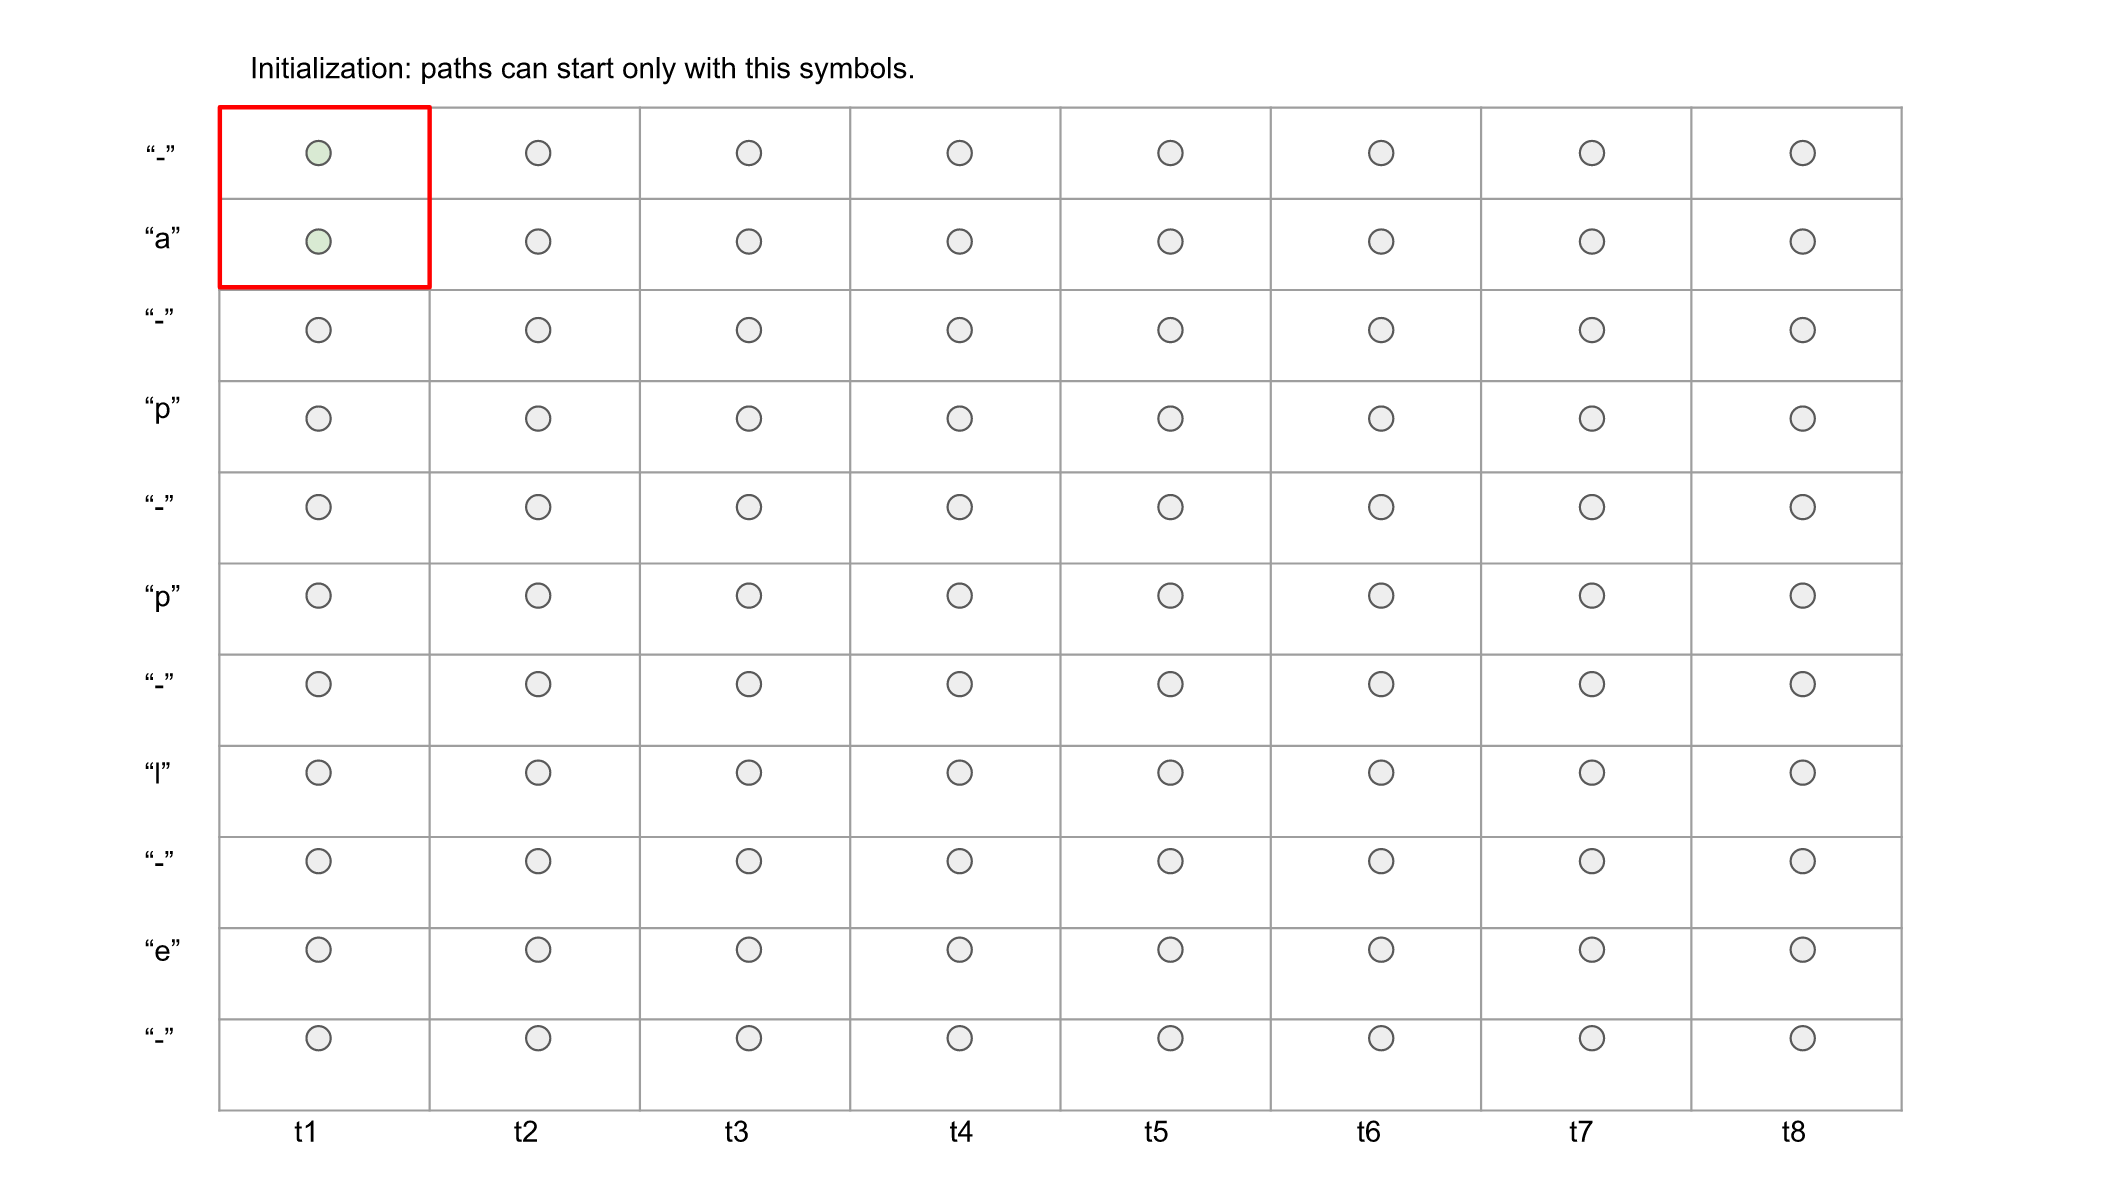 Initialization: paths can start only with this symbols.
“-”
“a”
“-”
“p”
“-”
“p”
“-”
“l”
“-”
“e”
“-”
t1 t2 t3 t4 t5 t6 t7 t8